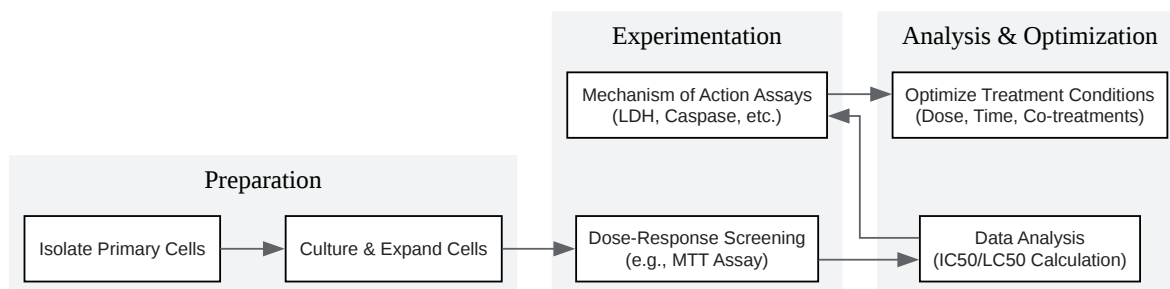 Preparation
Isolate Primary Cells
Culture & Expand Cells
Experimentation
Mechanism of Action Assays
(LDH, Caspase, etc.)
Dose-Response Screening
(e.g., MTT Assay)
Analysis & Optimization
Optimize Treatment Conditions
(Dose, Time, Co-treatments)
Data Analysis
(IC50/LC50 Calculation)